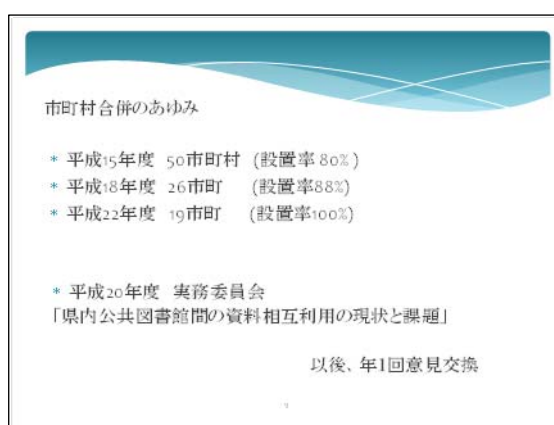 市町村合併のあゆみ
* 平成15年度 50市町村 (設置率 80%)
* 平成18年度 26市町 (設置率88%)
* 平成22年度 19市町 (設置率100%)
* 平成20年度 実務委員会
「県内公共図書館間の資料相互利用の現状と課題」
以後、年1回意見交換